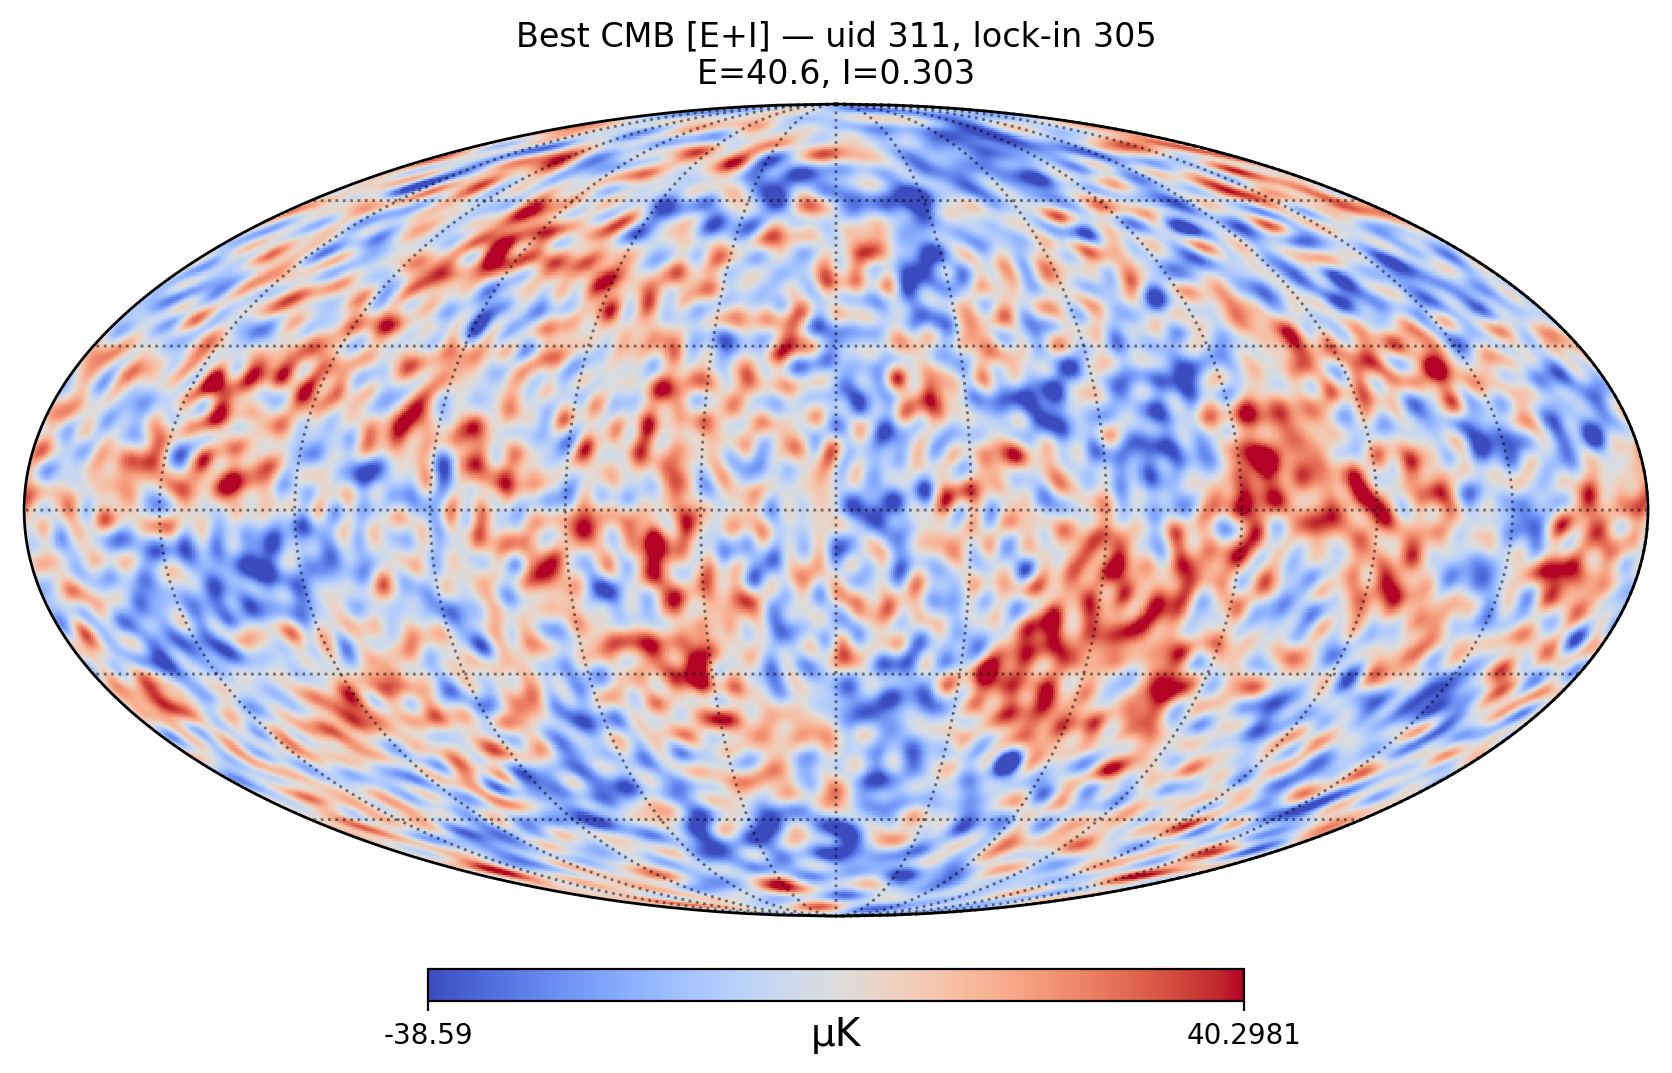 Best CMB [E+I] — uid 311, lock-in 305
E=40.6, I=0.303
-38.59
μK
40.2981